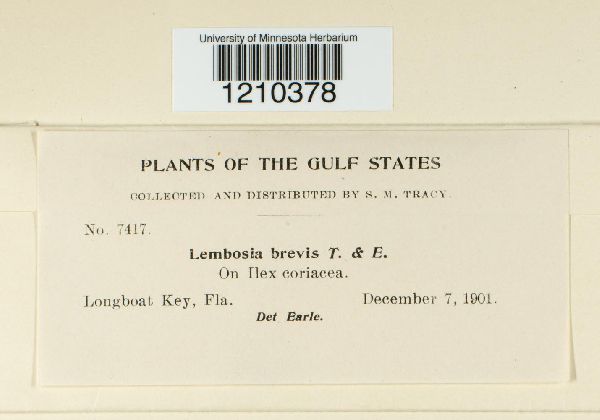 University of Minnesota Herbarium
1210378
PLANTS OF THE GULF STATES
COLLECTED AND DISTRIBUTED BY S. M. TRACY.
No. 7417.
Lembosia brevis T. & E.
On Ilex coriacea.
Longboat Key, Fla. December 7, 1901.
Det Earle.